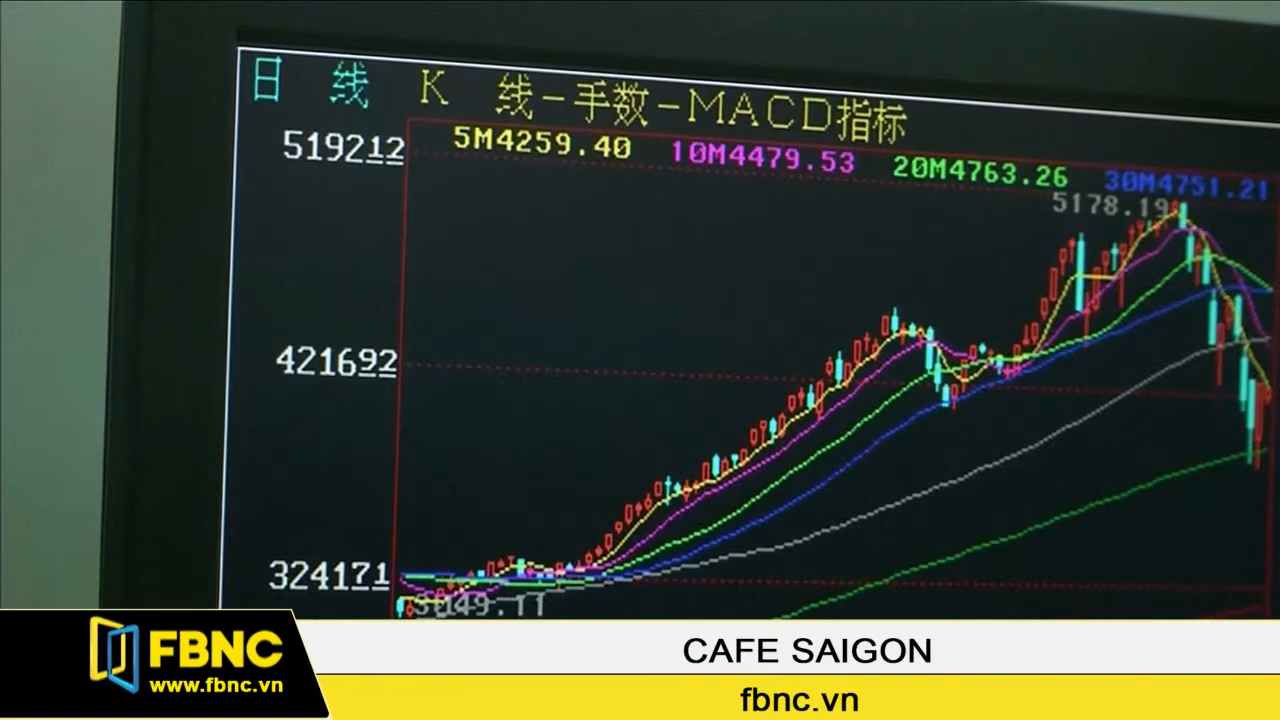 日 线 K 线-手数-MACD指标
519212 5M4259.40 10M4479.53 20M4763.26 30M4751.21
5178.19
421692
324171
3049.11
FBNC
www.fbnc.vn
CAFE SAIGON
fbnc.vn